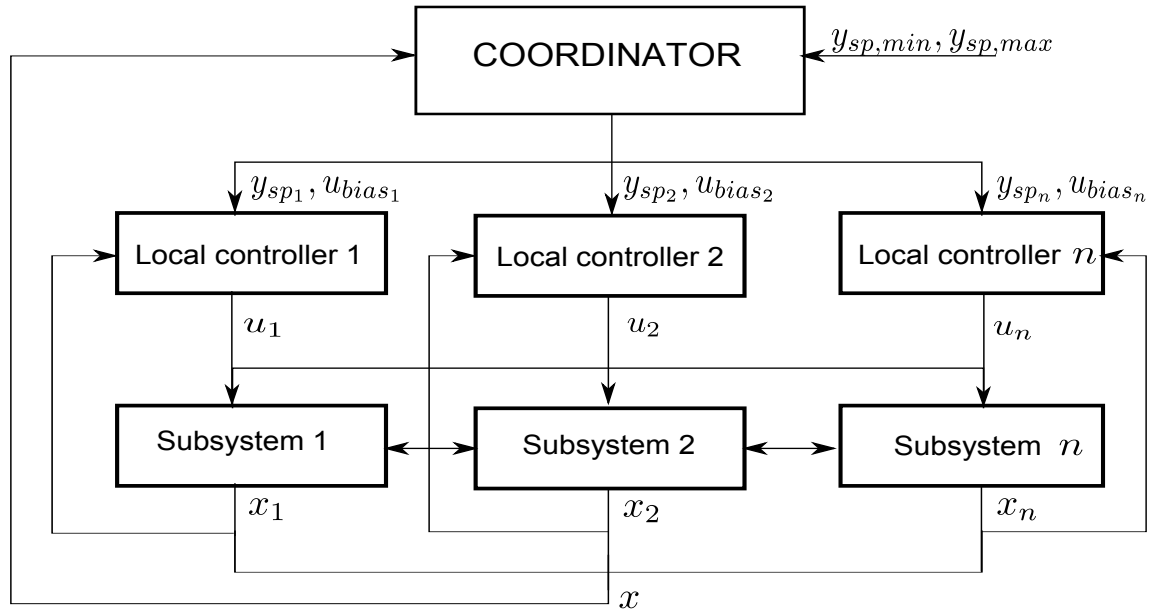 COORDINATOR
y_{sp,min}, y_{sp,max}
y_{sp_1}, u_{bias_1}
y_{sp_2}, u_{bias_2}
y_{sp_n}, u_{bias_n}
Local controller 1
Local controller 2
Local controller n
u_1
u_2
u_n
Subsystem 1
Subsystem 2
Subsystem n
x_1
x_2
x_n
x